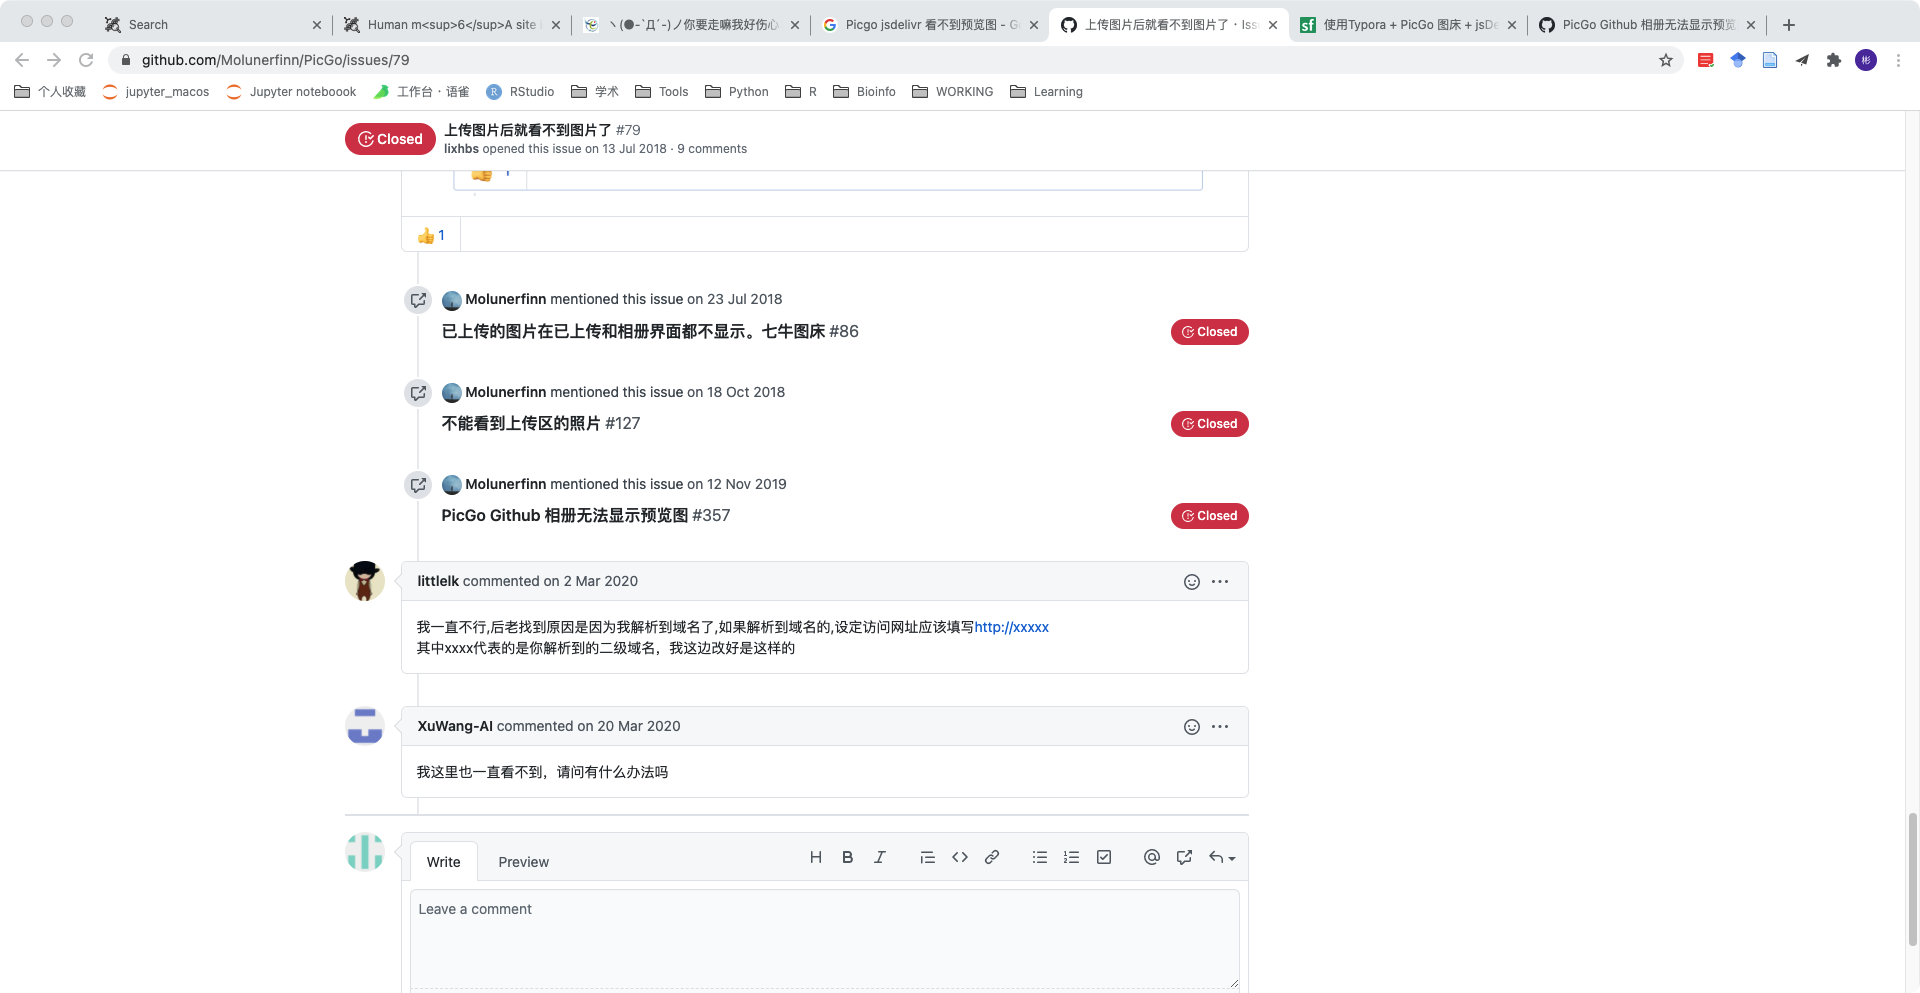 Search
Human m<sup>6</sup>A site
ヽ(●-`Д´-)ノ你要走嘛我好伤心
Picgo jsdelivr 看不到预览图 - G
上传图片后就看不到图片了 · Iss
使用Typora + PicGo 图床 + jsDe
PicGo Github 相册无法显示预览
github.com/Molunerfinn/PicGo/issues/79
彬
个人收藏
jupyter_macos
Jupyter noteboook
工作台 · 语雀
RStudio
学术
Tools
Python
R
Bioinfo
WORKING
Learning
Closed
上传图片后就看不到图片了 #79
lixhbs opened this issue on 13 Jul 2018 · 9 comments
👍 1
Molunerfinn mentioned this issue on 23 Jul 2018
已上传的图片在已上传和相册界面都不显示。七牛图床 #86
Closed
Molunerfinn mentioned this issue on 18 Oct 2018
不能看到上传区的照片 #127
Closed
Molunerfinn mentioned this issue on 12 Nov 2019
PicGo Github 相册无法显示预览图 #357
Closed
littlelk commented on 2 Mar 2020
我一直不行,后老找到原因是因为我解析到域名了,如果解析到域名的,设定访问网址应该填写http://xxxxx
其中xxxx代表的是你解析到的二级域名，我这边改好是这样的
XuWang-AI commented on 20 Mar 2020
我这里也一直看不到，请问有什么办法吗
Write
Preview
Leave a comment